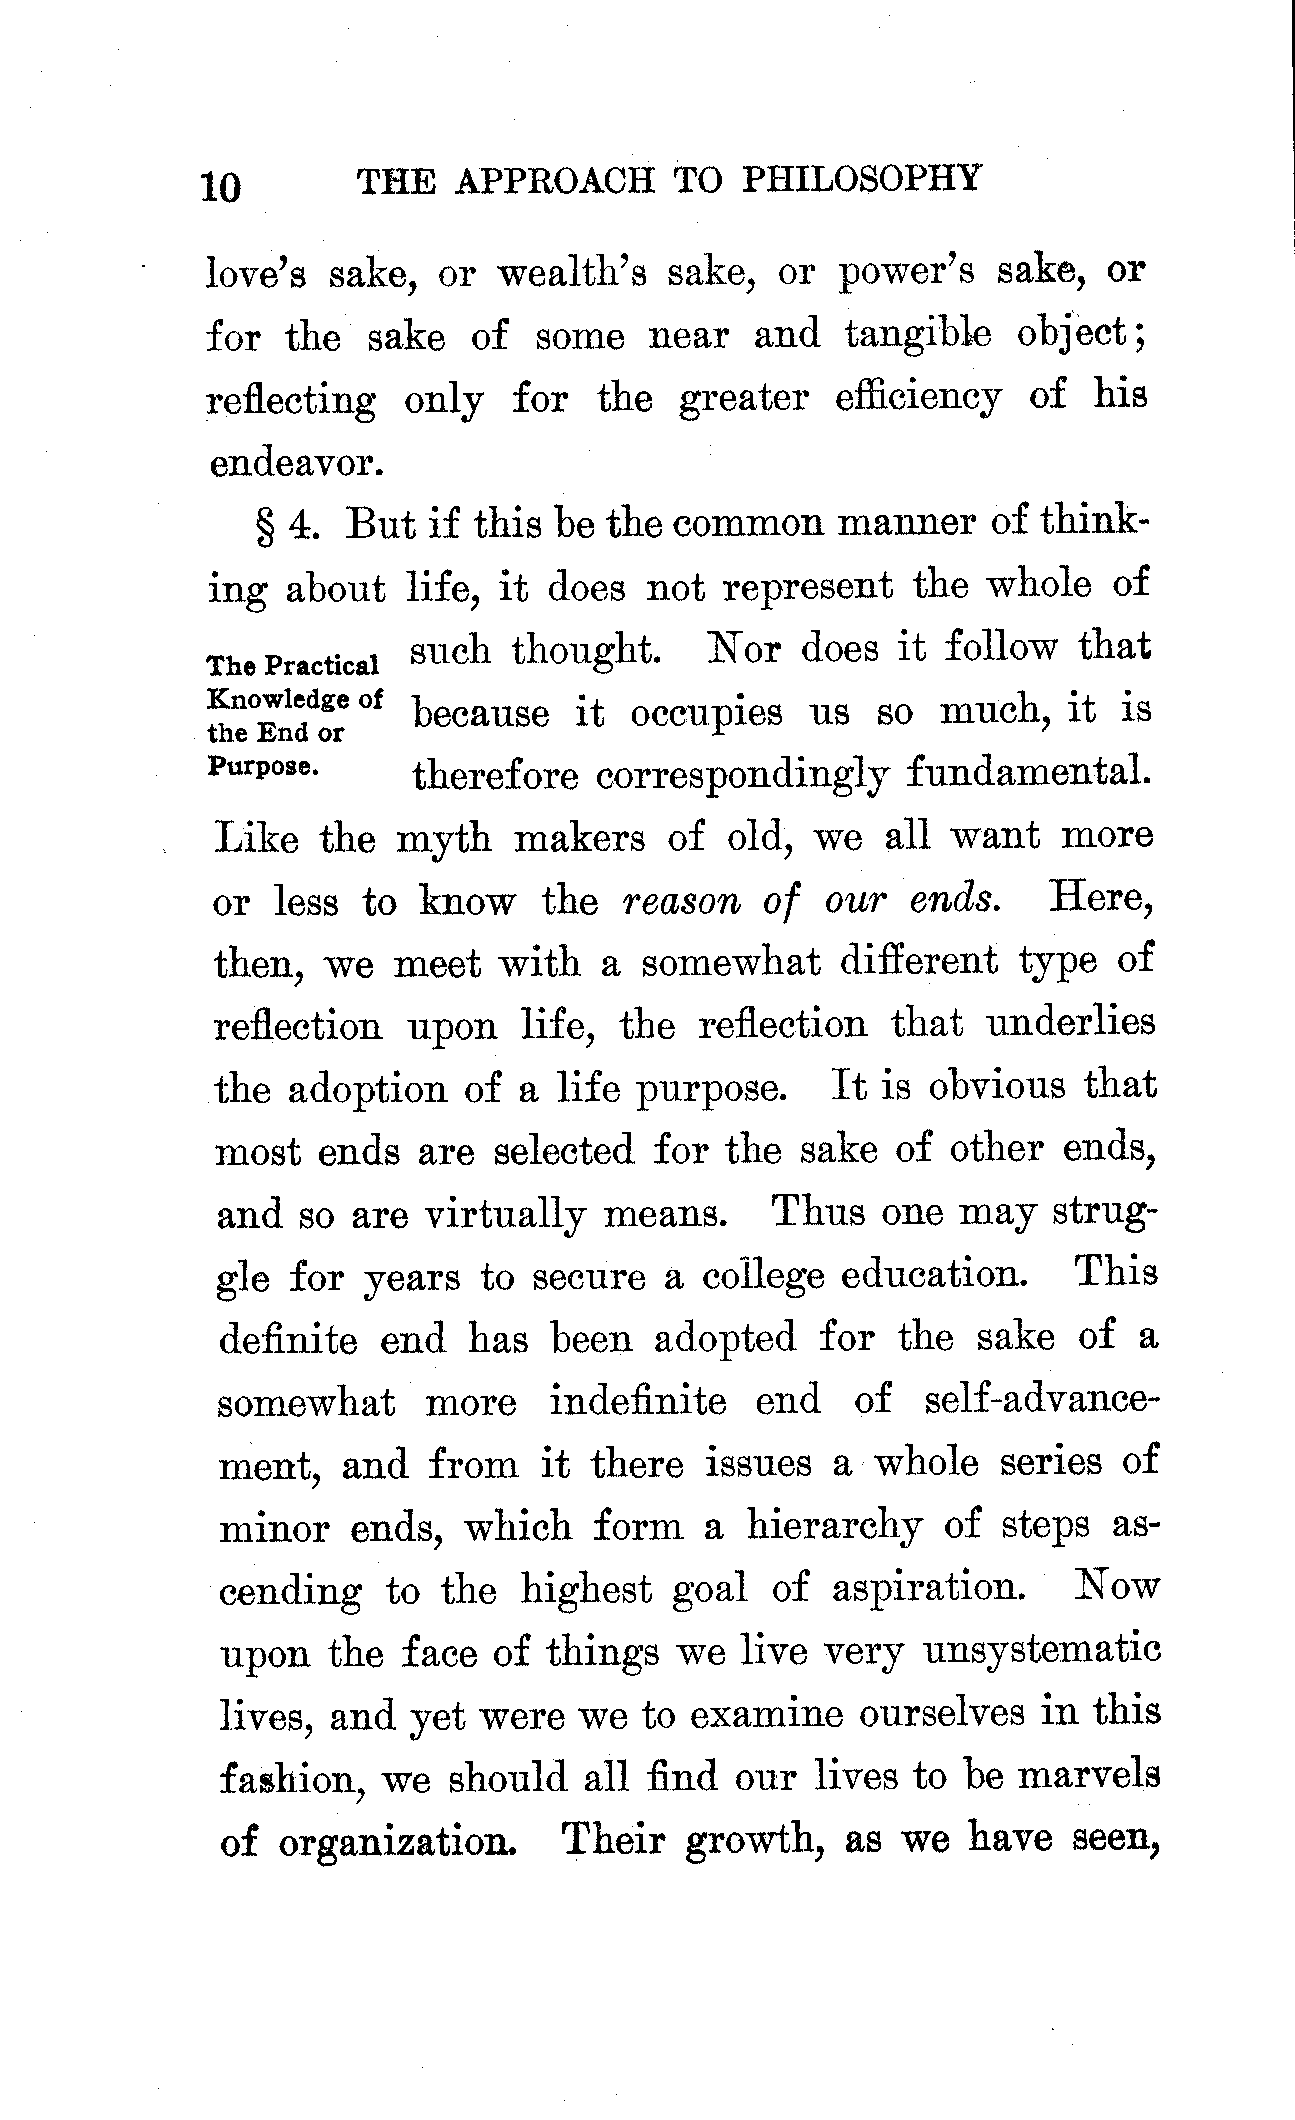 10 THE APPROACH TO PHILOSOPHY
love's sake, or wealth's sake, or power's sake, or
for the sake of some near and tangible object;
reflecting only for the greater efficiency of his
endeavor.
§ 4. But if this be the common manner of think-
ing about life, it does not represent the whole of
The Practical
Knowledge of
the End or
Purpose.
such thought. Nor does it follow that
because it occupies us so much, it is
therefore correspondingly fundamental.
Like the myth makers of old, we all want more
or less to know the reason of our ends. Here,
then, we meet with a somewhat different type of
reflection upon life, the reflection that underlies
the adoption of a life purpose. It is obvious that
most ends are selected for the sake of other ends,
and so are virtually means. Thus one may strug-
gle for years to secure a college education. This
definite end has been adopted for the sake of a
somewhat more indefinite end of self-advance-
ment, and from it there issues a whole series of
minor ends, which form a hierarchy of steps as-
cending to the highest goal of aspiration. Now
upon the face of things we live very unsystematic
lives, and yet were we to examine ourselves in this
fashion, we should all find our lives to be marvels
of organization. Their growth, as we have seen,